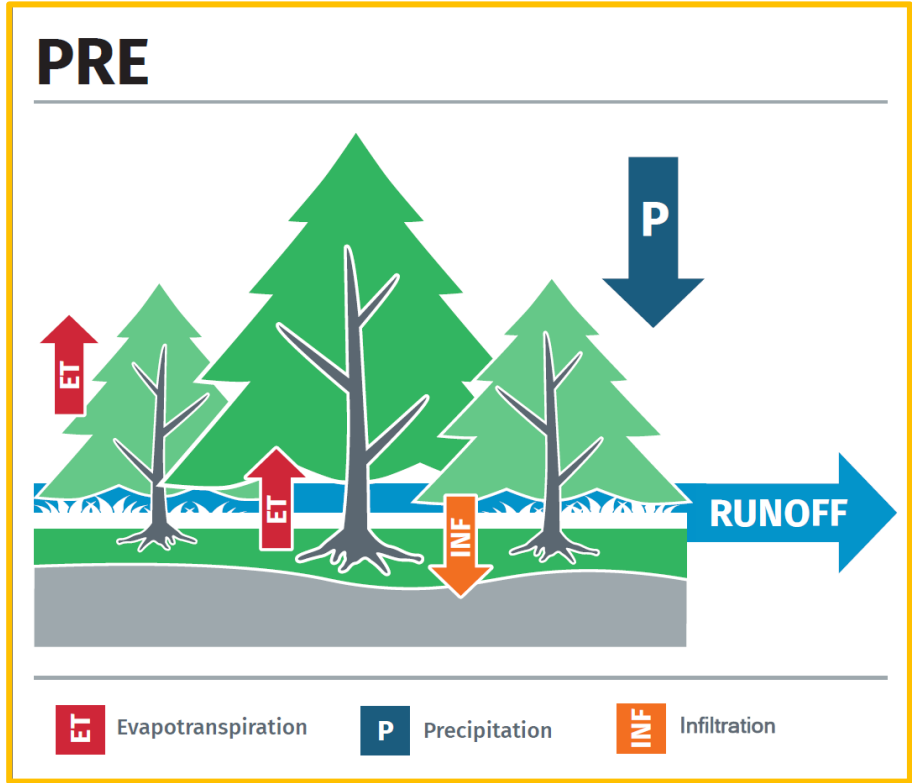 PRE
P
ET
ET
INF
RUNOFF
ET Evapotranspiration
P Precipitation
INF Infiltration